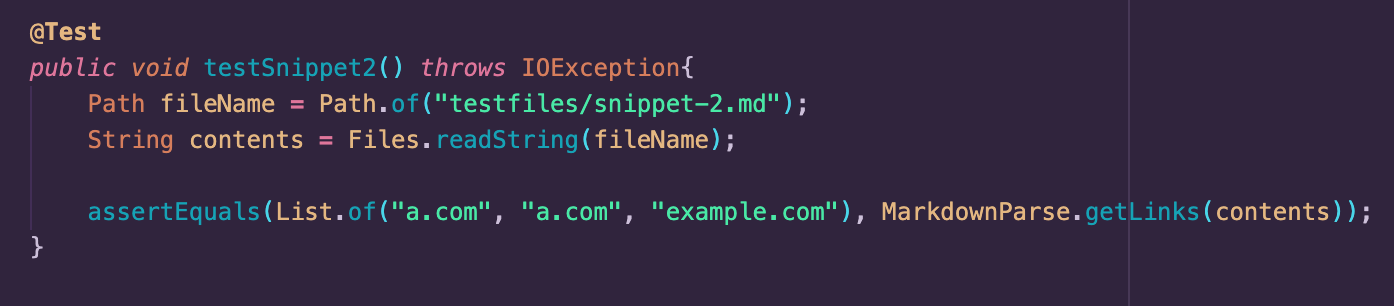 @Test
public void testSnippet2() throws IOException{
    Path fileName = Path.of("testfiles/snippet-2.md");
    String contents = Files.readString(fileName);

    assertEquals(List.of("a.com", "a.com", "example.com"), MarkdownParse.getLinks(contents));
}